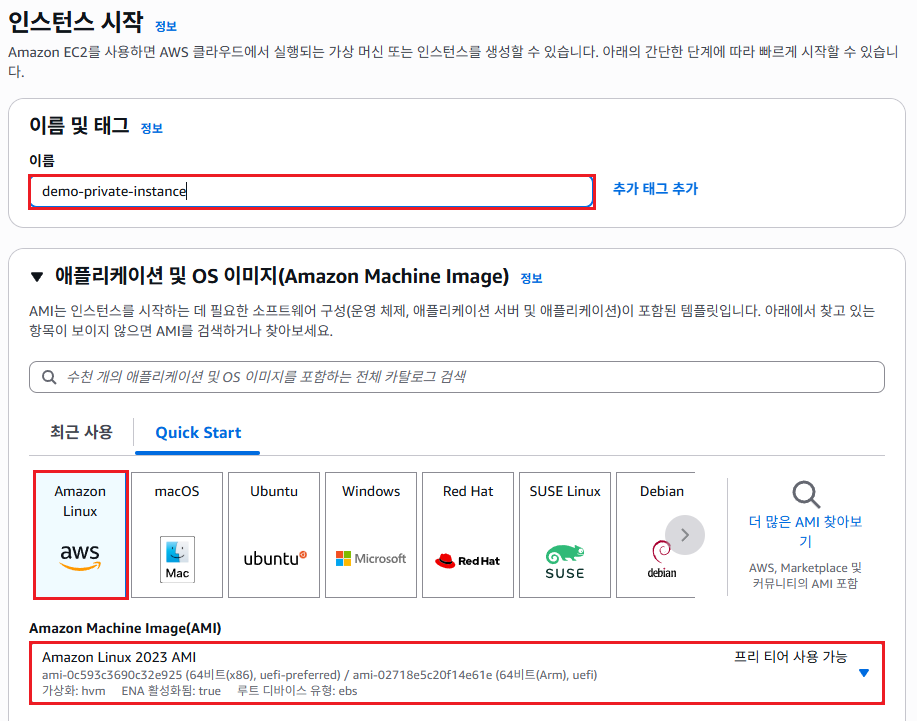 인스턴스 시작 정보
Amazon EC2를 사용하면 AWS 클라우드에서 실행되는 가상 머신 또는 인스턴스를 생성할 수 있습니다. 아래의 간단한 단계에 따라 빠르게 시작할 수 있습니
다.
이름 및 태그 정보
이름
demo-private-instance
추가 태그 추가
애플리케이션 및 OS 이미지(Amazon Machine Image) 정보
AMI는 인스턴스를 시작하는 데 필요한 소프트웨어 구성(운영 체제, 애플리케이션 서버 및 애플리케이션)이 포함된 템플릿입니다. 아래에서 찾고 있는
항목이 보이지 않으면 AMI를 검색하거나 찾아보세요.
수천 개의 애플리케이션 및 OS 이미지를 포함하는 전체 카탈로그 검색
최근 사용
Quick Start
Amazon
Linux
aws
macOS
Mac
Ubuntu
ubuntu
Windows
Microsoft
Red Hat
Red Hat
SUSE Linux
SUSE
Debian
debian
더 많은 AMI 찾아보
기
AWS, Marketplace 및
커뮤니티의 AMI 포함
Amazon Machine Image(AMI)
Amazon Linux 2023 AMI
프리 티어 사용 가능
ami-0c593c3690c32e925 (64비트(x86), uefi-preferred) / ami-02718e5c20f14e61e (64비트(Arm), uefi)
가상화: hvm ENA 활성화됨: true 루트 디바이스 유형: ebs